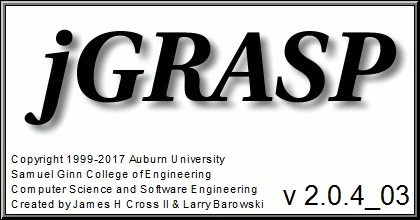 jGRASP
Copyright 1999-2017 Auburn University
Samuel Ginn College of Engineering
Computer Science and Software Engineering
Created by James H Cross II & Larry Barowski
v 2.0.4_03